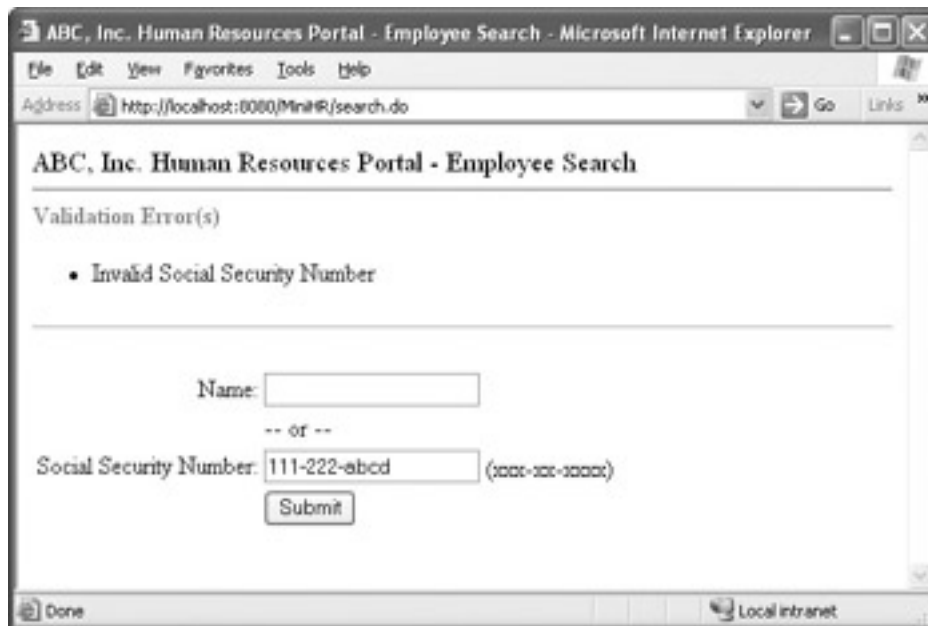 ABC, Inc. Human Resources Portal - Employee Search - Microsoft Internet Explorer
File Edit View Favorites Tools Help
Address http://localhost:8080/MiniHR/search.do Go Links »
ABC, Inc. Human Resources Portal - Employee Search
Validation Error(s)
• Invalid Social Security Number
Name:
-- or --
Social Security Number: 111-222-abcd (xxx-xx-xxxx)
Submit
Done Local intranet